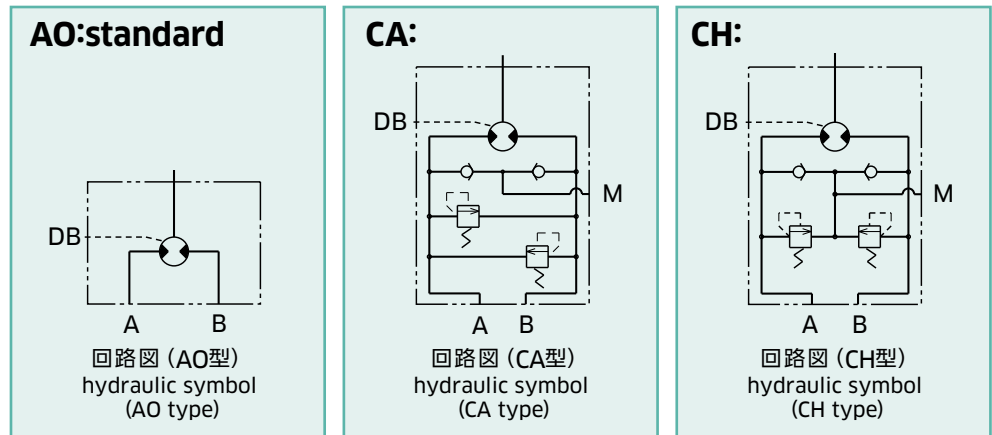 AO:standard
DB
A B
回路図 (AO型)
hydraulic symbol
(AO type)
CA:
DB
M
A B
回路図 (CA型)
hydraulic symbol
(CA type)
CH:
DB
M
A B
回路図 (CH型)
hydraulic symbol
(CH type)